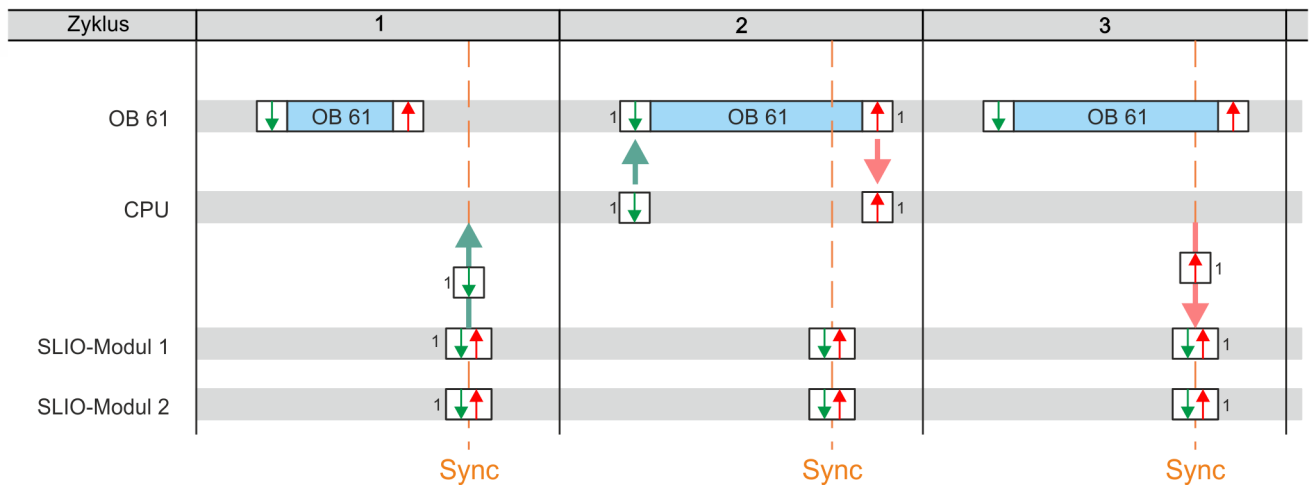 Zyklus 1 2 3
OB 61 OB 61 1 OB 61 1 OB 61
CPU 1 1
1 1
SLIO-Modul 1 1 1
SLIO-Modul 2 1 1
Sync Sync Sync